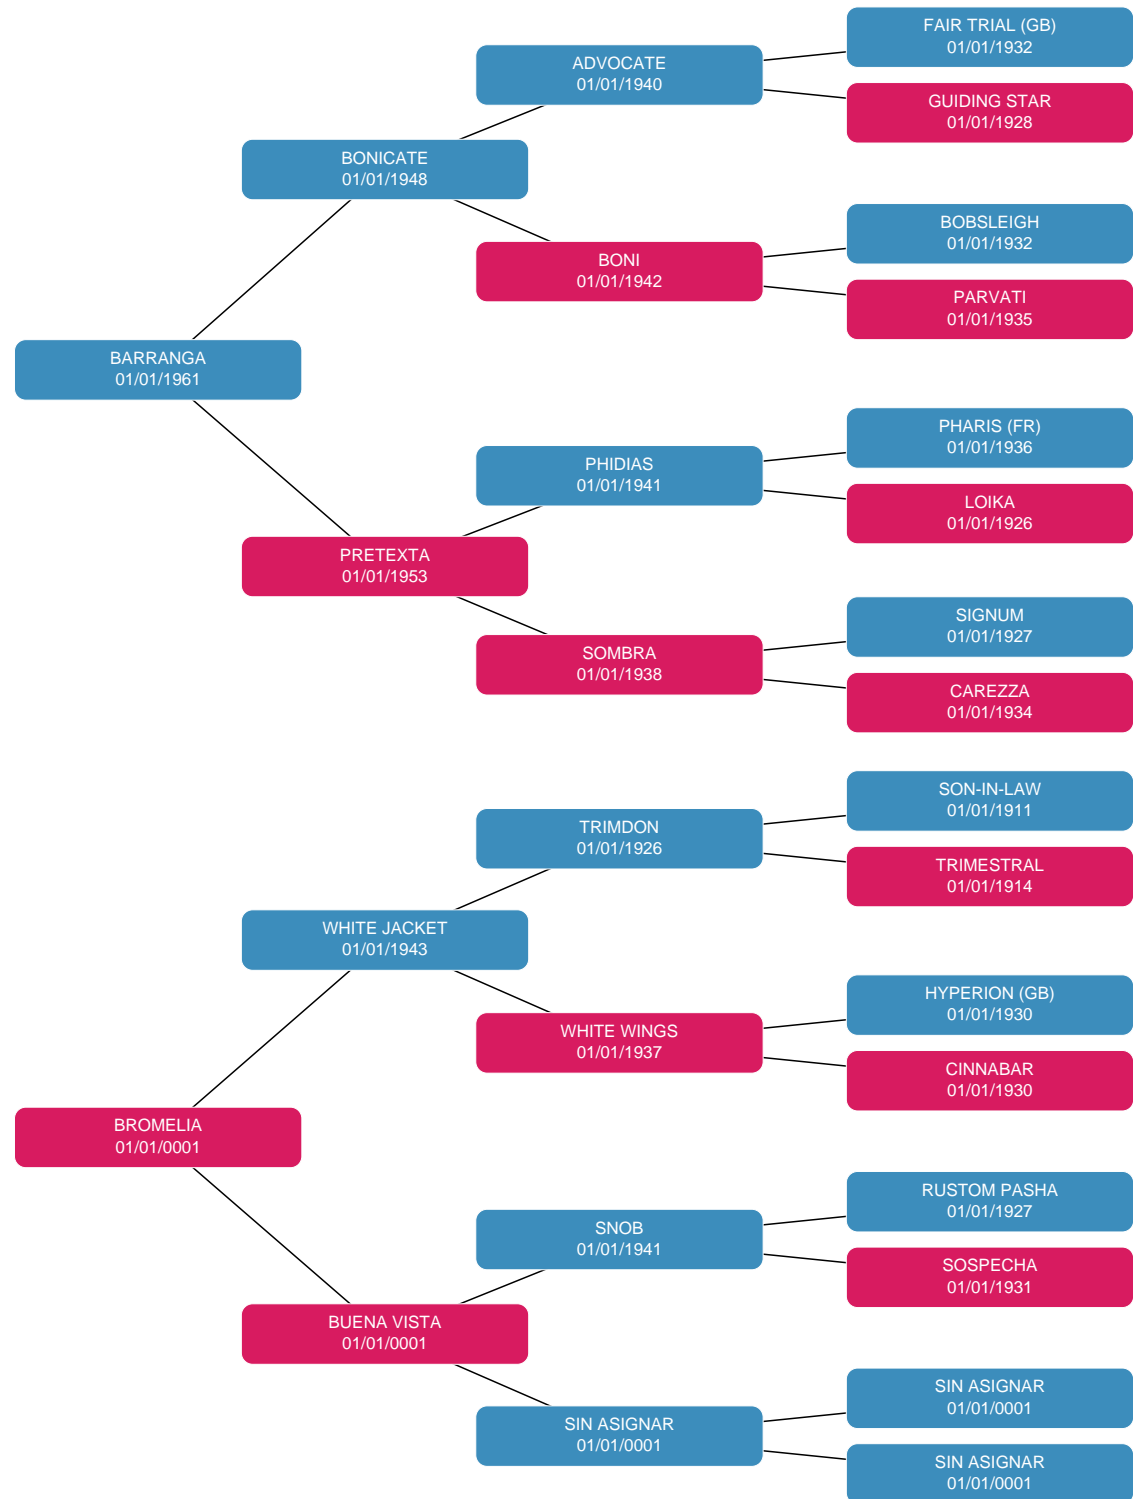 FAIR TRIAL (GB)
01/01/1932
ADVOCATE
01/01/1940
GUIDING STAR
01/01/1928
BONICATE
01/01/1948
BOBSLEIGH
01/01/1932
BONI
01/01/1942
PARVATI
01/01/1935
BARRANGA
01/01/1961
PHARIS (FR)
01/01/1936
PHIDIAS
01/01/1941
LOIKA
01/01/1926
PRETEXTA
01/01/1953
SIGNUM
01/01/1927
SOMBRA
01/01/1938
CAREZZA
01/01/1934
SON-IN-LAW
01/01/1911
TRIMDON
01/01/1926
TRIMESTRAL
01/01/1914
WHITE JACKET
01/01/1943
HYPERION (GB)
01/01/1930
WHITE WINGS
01/01/1937
CINNABAR
01/01/1930
BROMELIA
01/01/0001
RUSTOM PASHA
01/01/1927
SNOB
01/01/1941
SOSPECHA
01/01/1931
BUENA VISTA
01/01/0001
SIN ASIGNAR
01/01/0001
SIN ASIGNAR
01/01/0001
SIN ASIGNAR
01/01/0001